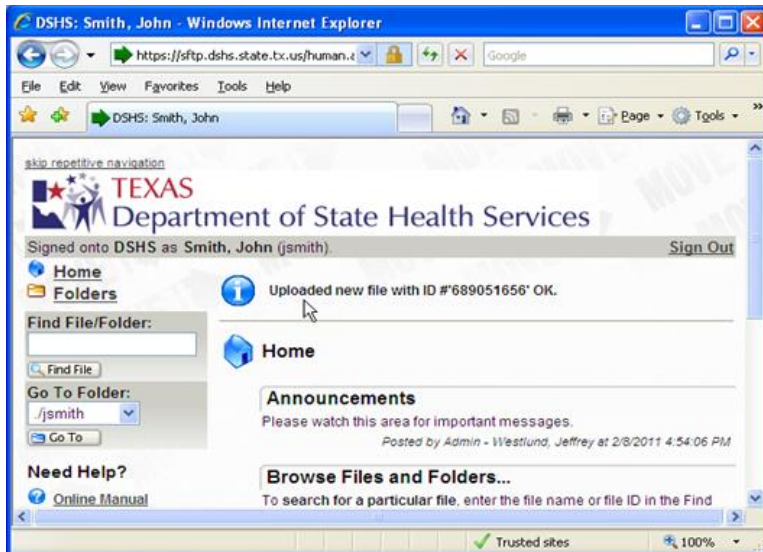 DSHS: Smith, John - Windows Internet Explorer
https://sftp.dshs.state.tx.us/human.a
Google
File Edit View Favorites Tools Help
DSHS: Smith, John
Page Tools
skip repetitive navigation
TEXAS
Department of State Health Services
Signed onto DSHS as Smith, John (jsmith). Sign Out
Home
Folders
Uploaded new file with ID #'689051656' OK.
Find File/Folder:
Find File
Home
Go To Folder:
./jsmith
Go To
Announcements
Please watch this area for important messages.
Posted by Admin - Westlund, Jeffrey at 2/8/2011 4:54:06 PM
Need Help?
Online Manual
Browse Files and Folders...
To search for a particular file, enter the file name or file ID in the Find
Trusted sites 100%